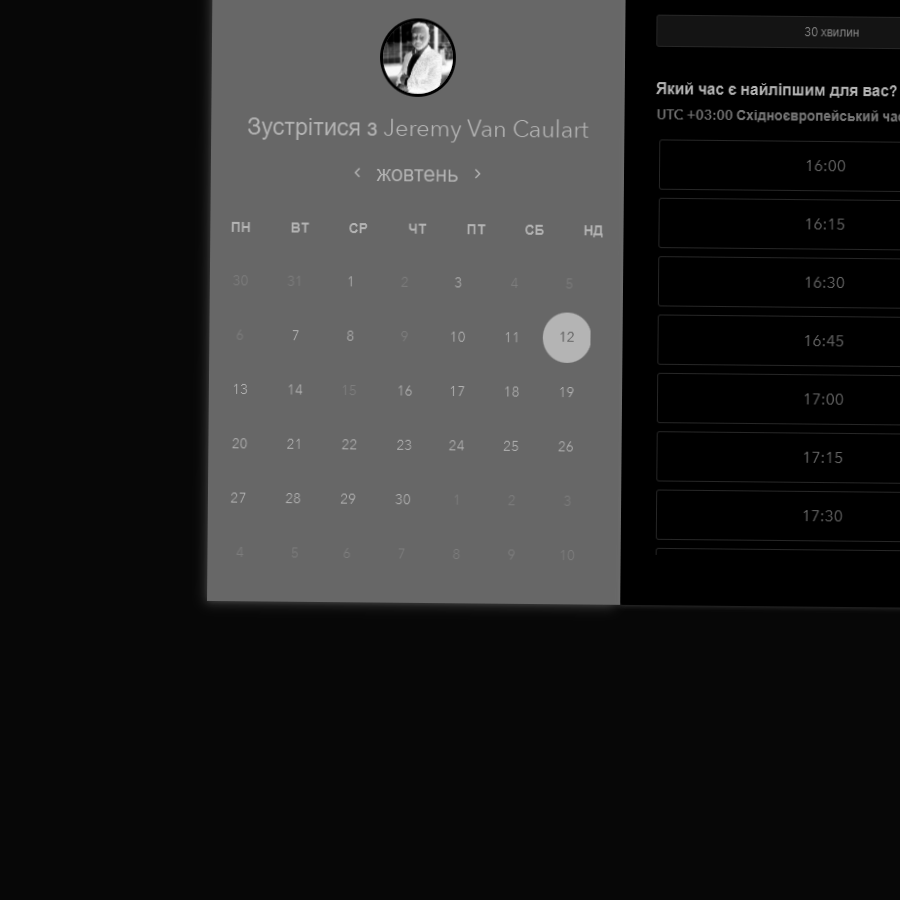 Зустрітися з Jeremy Van Caulart
жовтень
ПН ВТ СР ЧТ ПТ СБ НД
30 31 1 2 3 4 5
6 7 8 9 10 11 12
13 14 15 16 17 18 19
20 21 22 23 24 25 26
27 28 29 30 1 2 3
4 5 6 7 8 9 10
30 хвилин
Який час є найліпшим для вас?
UTC +03:00 Східноєвропейський
16:00
16:15
16:30
16:45
17:00
17:15
17:30